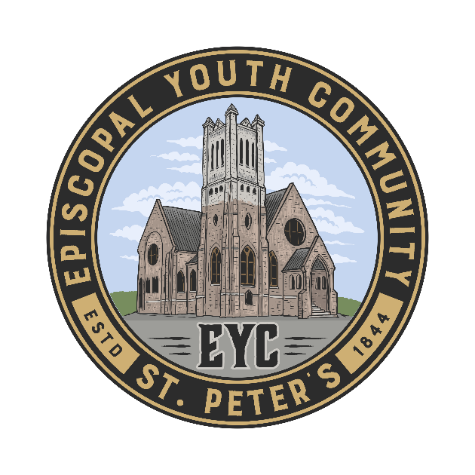 EPISCOPAL YOUTH COMMUNITY
EYC
ESTD
1844
ST. PETER'S